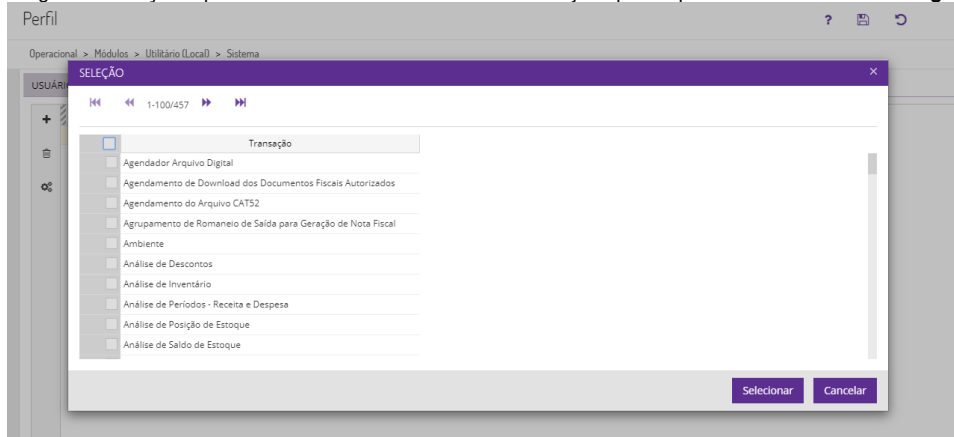 Perfil
?
Operacional > Módulos > Utilitário (Local) > Sistema
USUÁRI
SELEÇÃO
×
1-100/457
Transação
Agendador Arquivo Digital
Agendamento de Download dos Documentos Fiscais Autorizados
Agendamento do Arquivo CAT52
Agrupamento de Romaneio de Saída para Geração de Nota Fiscal
Ambiente
Análise de Descontos
Análise de Inventário
Análise de Períodos - Receita e Despesa
Análise de Posição de Estoque
Análise de Saldo de Estoque
Selecionar Cancelar